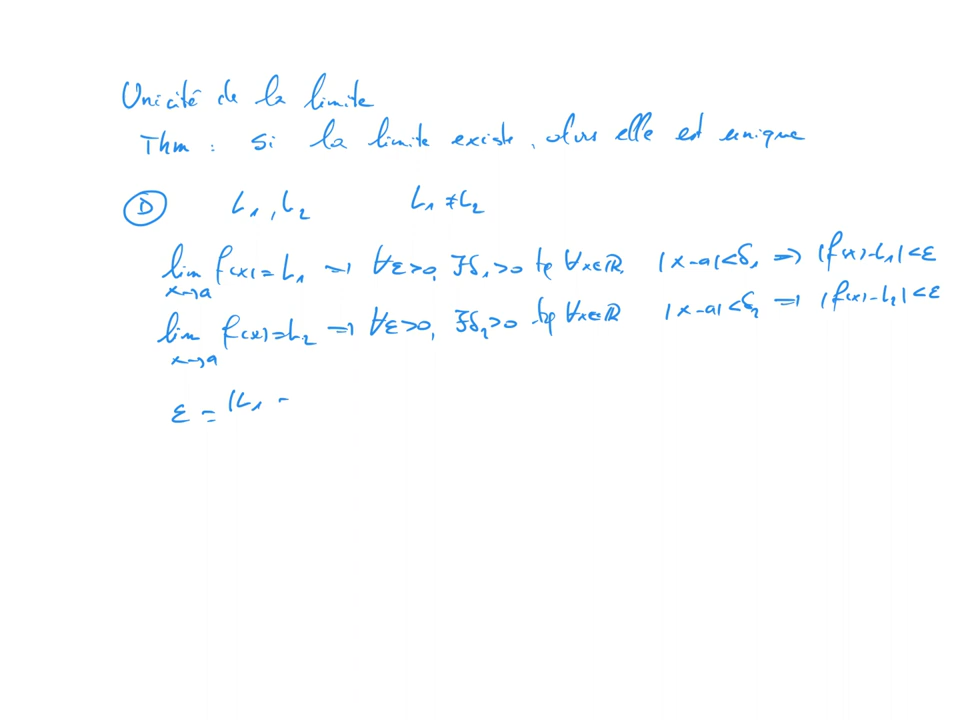 Unicité de la limite
Thm : Si la limite existe, alors elle est unique
D L₁, L₂ L₁ ≠ L₂
lim f(x) = L₁ ⇒ ∀ε>0, ∃δ₁>0 tq ∀x∈ℝ, |x-a|<δ₁ ⇒ |f(x)-L₁|<ε
x→a
lim f(x) = L₂ ⇒ ∀ε>0, ∃δ₂>0 tq ∀x∈ℝ |x-a|<δ₂ ⇒ |f(x)-L₂|<ε
x→a
ε = |L₁ -